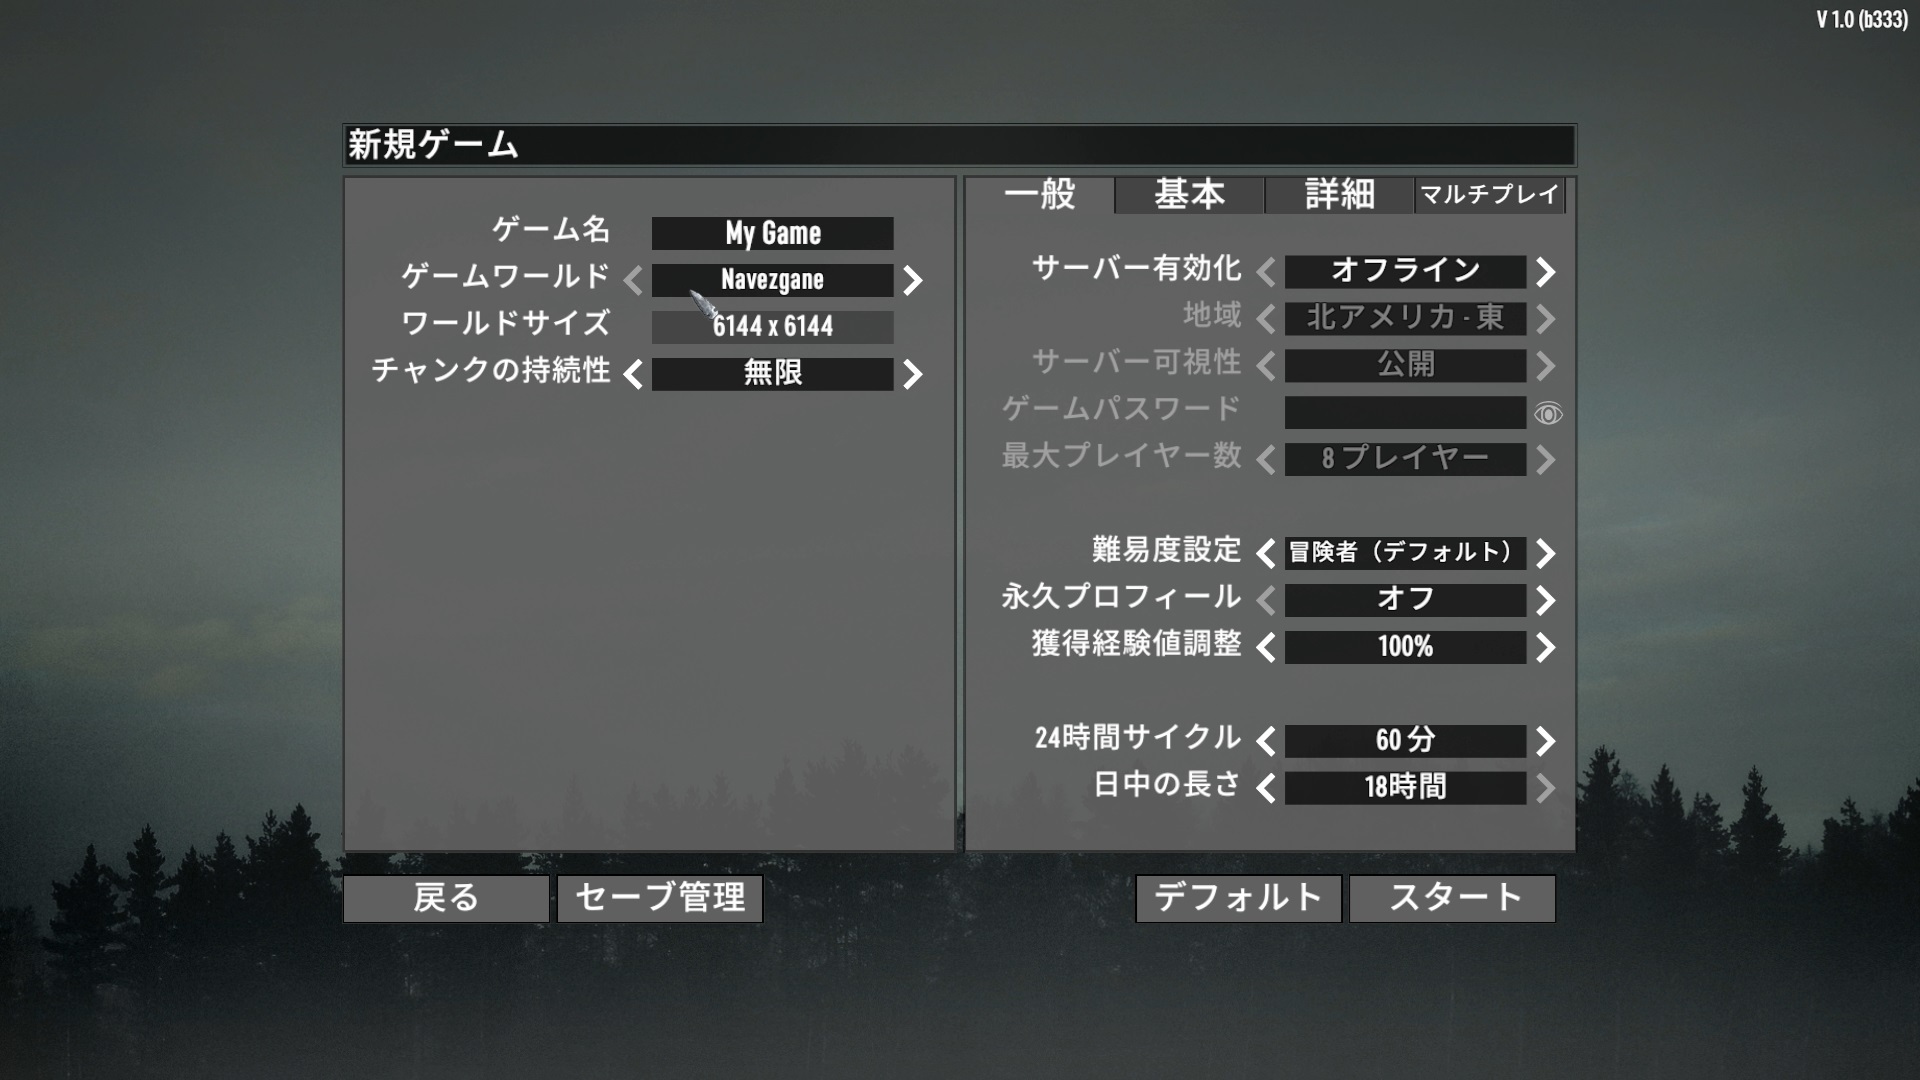 V 1.0 (b333)
新規ゲーム
ゲーム名 My Game
ゲームワールド Navezgane
ワールドサイズ 6144 x 6144
チャンクの持続性 無限
一般 基本 詳細 マルチプレイ
サーバー有効化 オフライン
地域 北アメリカ - 東
サーバー可視性 公開
ゲームパスワード
最大プレイヤー数 8 プレイヤー
難易度設定 冒険者（デフォルト）
永久プロフィール オフ
獲得経験値調整 100%
24時間サイクル 60 分
日中の長さ 18時間
戻る セーブ管理 デフォルト スタート